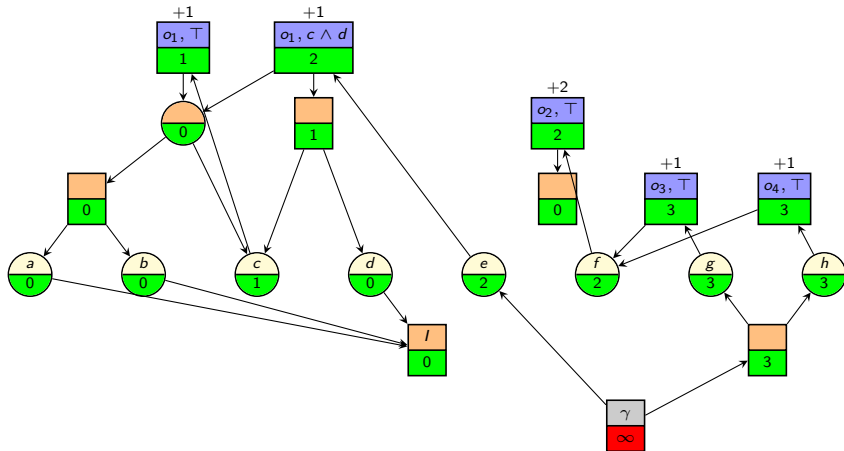 +1
+1
o₁, ⊤
o₁, c ∧ d
1
2
+2
o₂, ⊤
0
1
2
+1
+1
o₃, ⊤
o₄, ⊤
0
0
3
3
a
b
c
d
e
f
g
h
0
0
1
0
2
2
3
3
I
0
3
γ
∞